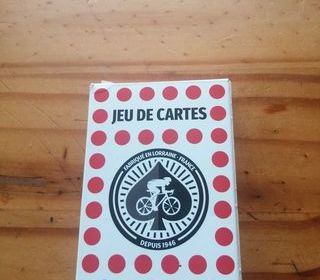 JEU DE CARTES
FABRIQUÉ EN LORRAINE - FRANCE
DEPUIS 1946